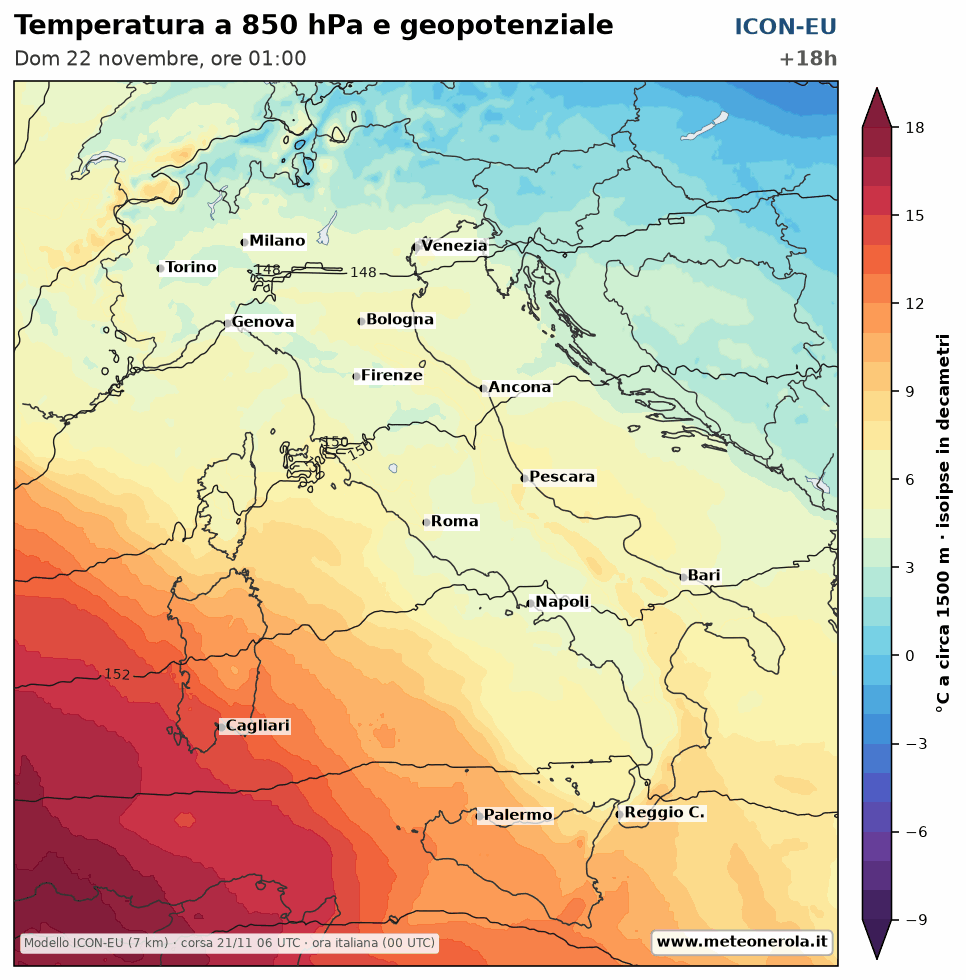 Temperatura a 850 hPa e geopotenziale
ICON-EU
Dom 22 novembre, ore 01:00
+18h
18
15
12
9
6
3
0
−3
−6
−9
°C a circa 1500 m · isoipse in decametri
Milano
Venezia
Torino
148
148
Genova
Bologna
Firenze
Ancona
150
150
Pescara
Roma
Bari
Napoli
152
Cagliari
Palermo
Reggio C.
Modello ICON-EU (7 km) · corsa 21/11 06 UTC · ora italiana (00 UTC)
www.meteonerola.it